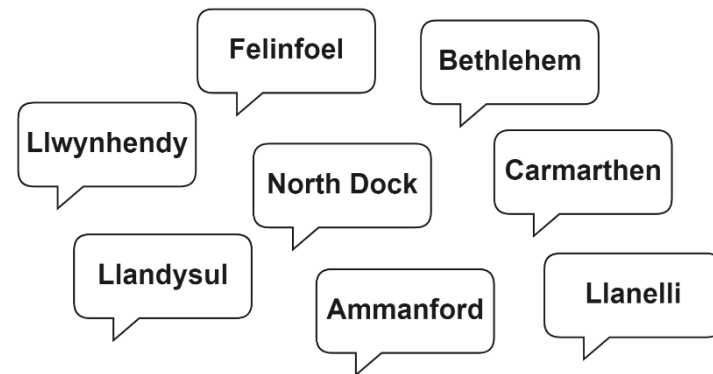 Felinfoel
Bethlehem
Llwynhendy
North Dock
Carmarthen
Llandysul
Ammanford
Llanelli